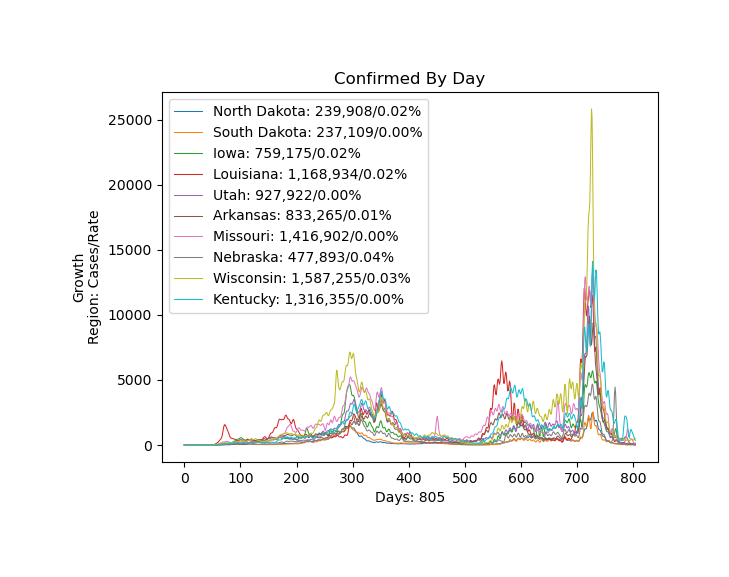 Confirmed By Day
North Dakota: 239,908/0.02%
South Dakota: 237,109/0.00%
Iowa: 759,175/0.02%
Louisiana: 1,168,934/0.02%
Utah: 927,922/0.00%
Arkansas: 833,265/0.01%
Missouri: 1,416,902/0.00%
Nebraska: 477,893/0.04%
Wisconsin: 1,587,255/0.03%
Kentucky: 1,316,355/0.00%
Growth
Region: Cases/Rate
25000
20000
15000
10000
5000
0
0 100 200 300 400 500 600 700 800
Days: 805